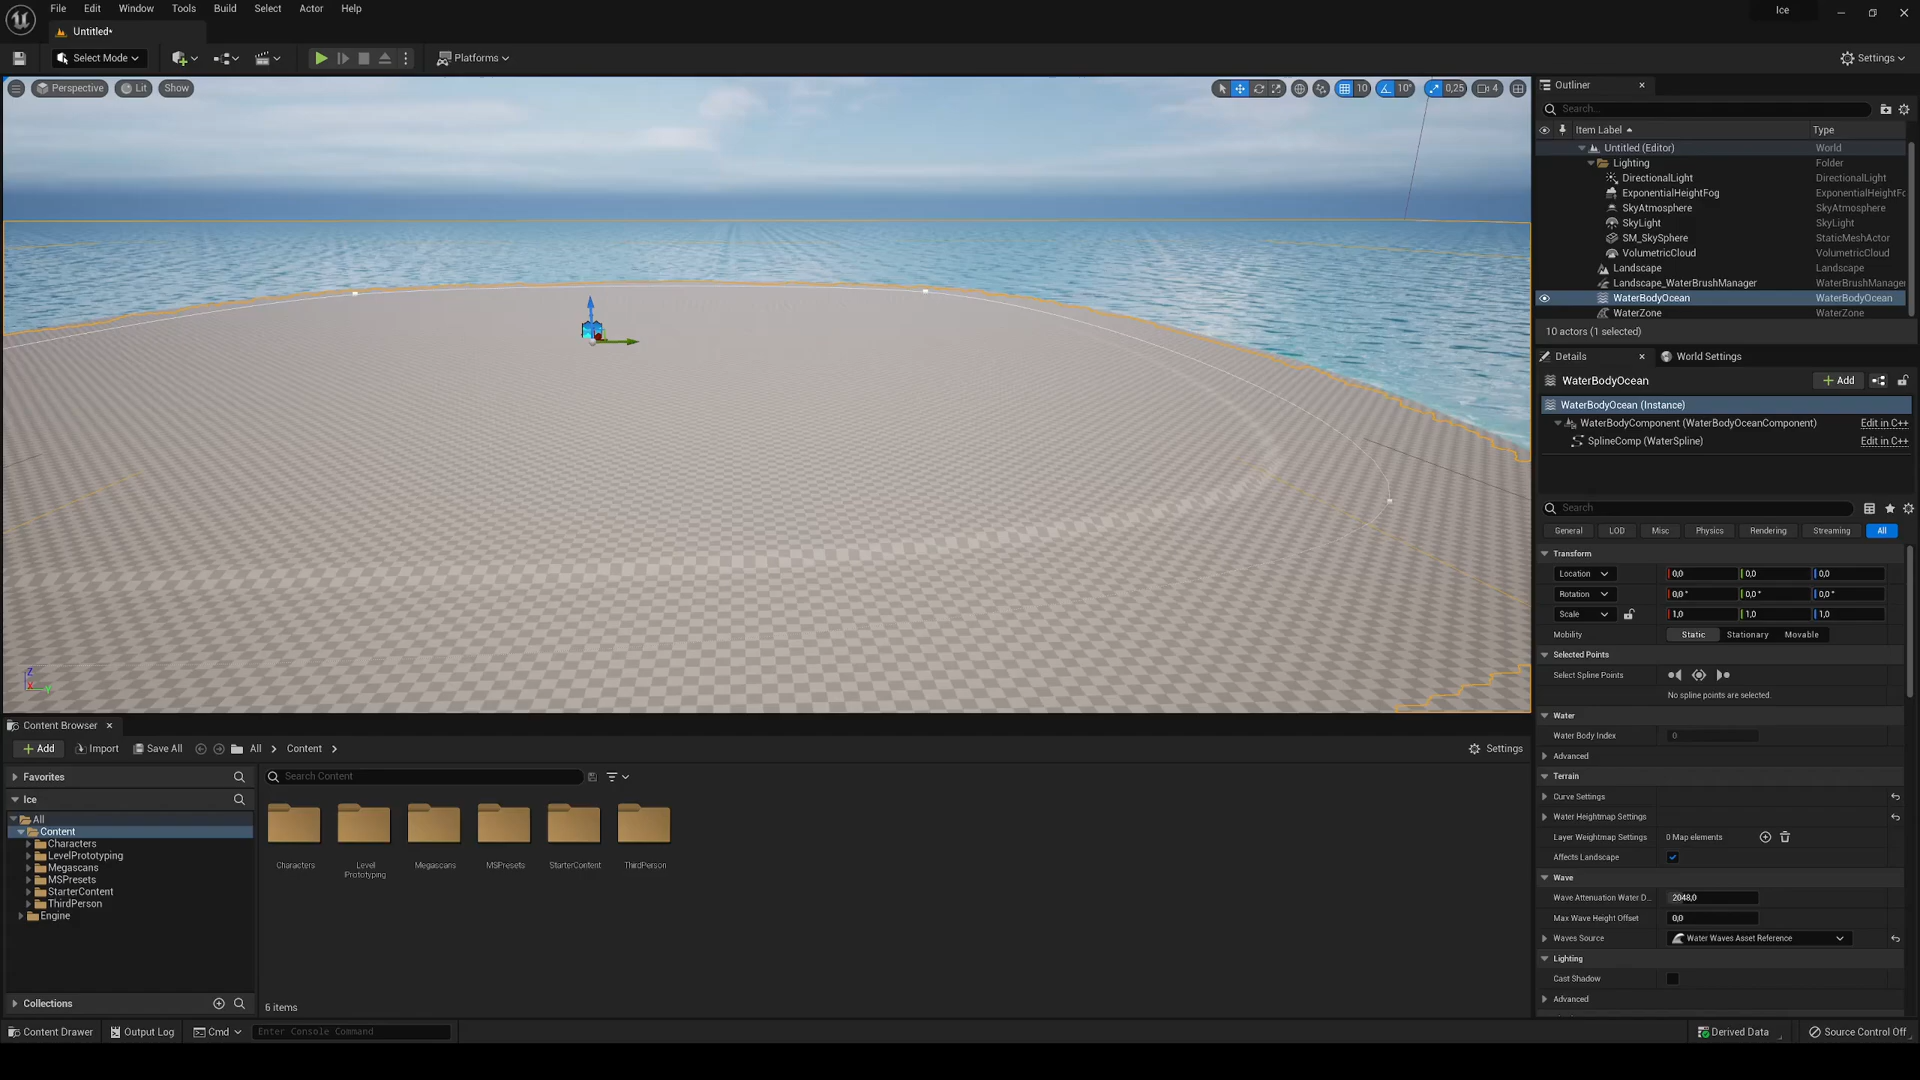 File Edit Window Tools Build Select Actor Help Ice
Untitled*
Select Mode Platforms Settings
Perspective Lit Show 10 10° 0,25 4
Outliner
Search...
Item Label Type
Untitled (Editor) World
Lighting Folder
DirectionalLight DirectionalLight
ExponentialHeightFog ExponentialHeightFo
SkyAtmosphere SkyAtmosphere
SkyLight SkyLight
SM_SkySphere StaticMeshActor
VolumetricCloud VolumetricCloud
Landscape Landscape
Landscape_WaterBrushManager WaterBrushManager
WaterBodyOcean WaterBodyOcean
WaterZone WaterZone
10 actors (1 selected)
Details World Settings
WaterBodyOcean Add
WaterBodyOcean (Instance)
WaterBodyComponent (WaterBodyOceanComponent) Edit in C++
SplineComp (WaterSpline) Edit in C++
Search
General LOD Misc Physics Rendering Streaming All
Transform
Location 0,0 0,0 0,0
Rotation 0,0 ° 0,0 ° 0,0 °
Scale 1,0 1,0 1,0
Mobility Static Stationary Movable
Selected Points
Select Spline Points
No spline points are selected.
Water
Water Body Index 0
Advanced
Terrain
Curve Settings
Water Heightmap Settings
Layer Weightmap Settings 0 Map elements
Affects Landscape
Wave
Wave Attenuation Water D... 2048,0
Max Wave Height Offset 0,0
Waves Source Water Waves Asset Reference
Lighting
Cast Shadow
Advanced
Z
X Y
Content Browser
Add Import Save All All Content Settings
Favorites
Search Content
Ice
All
Content
Characters
LevelPrototyping
Megascans
MSPresets
StarterContent
ThirdPerson
Engine
Characters Level Prototyping Megascans MSPresets StarterContent ThirdPerson
Collections
6 items
Content Drawer Output Log Cmd Enter Console Command Derived Data Source Control Off